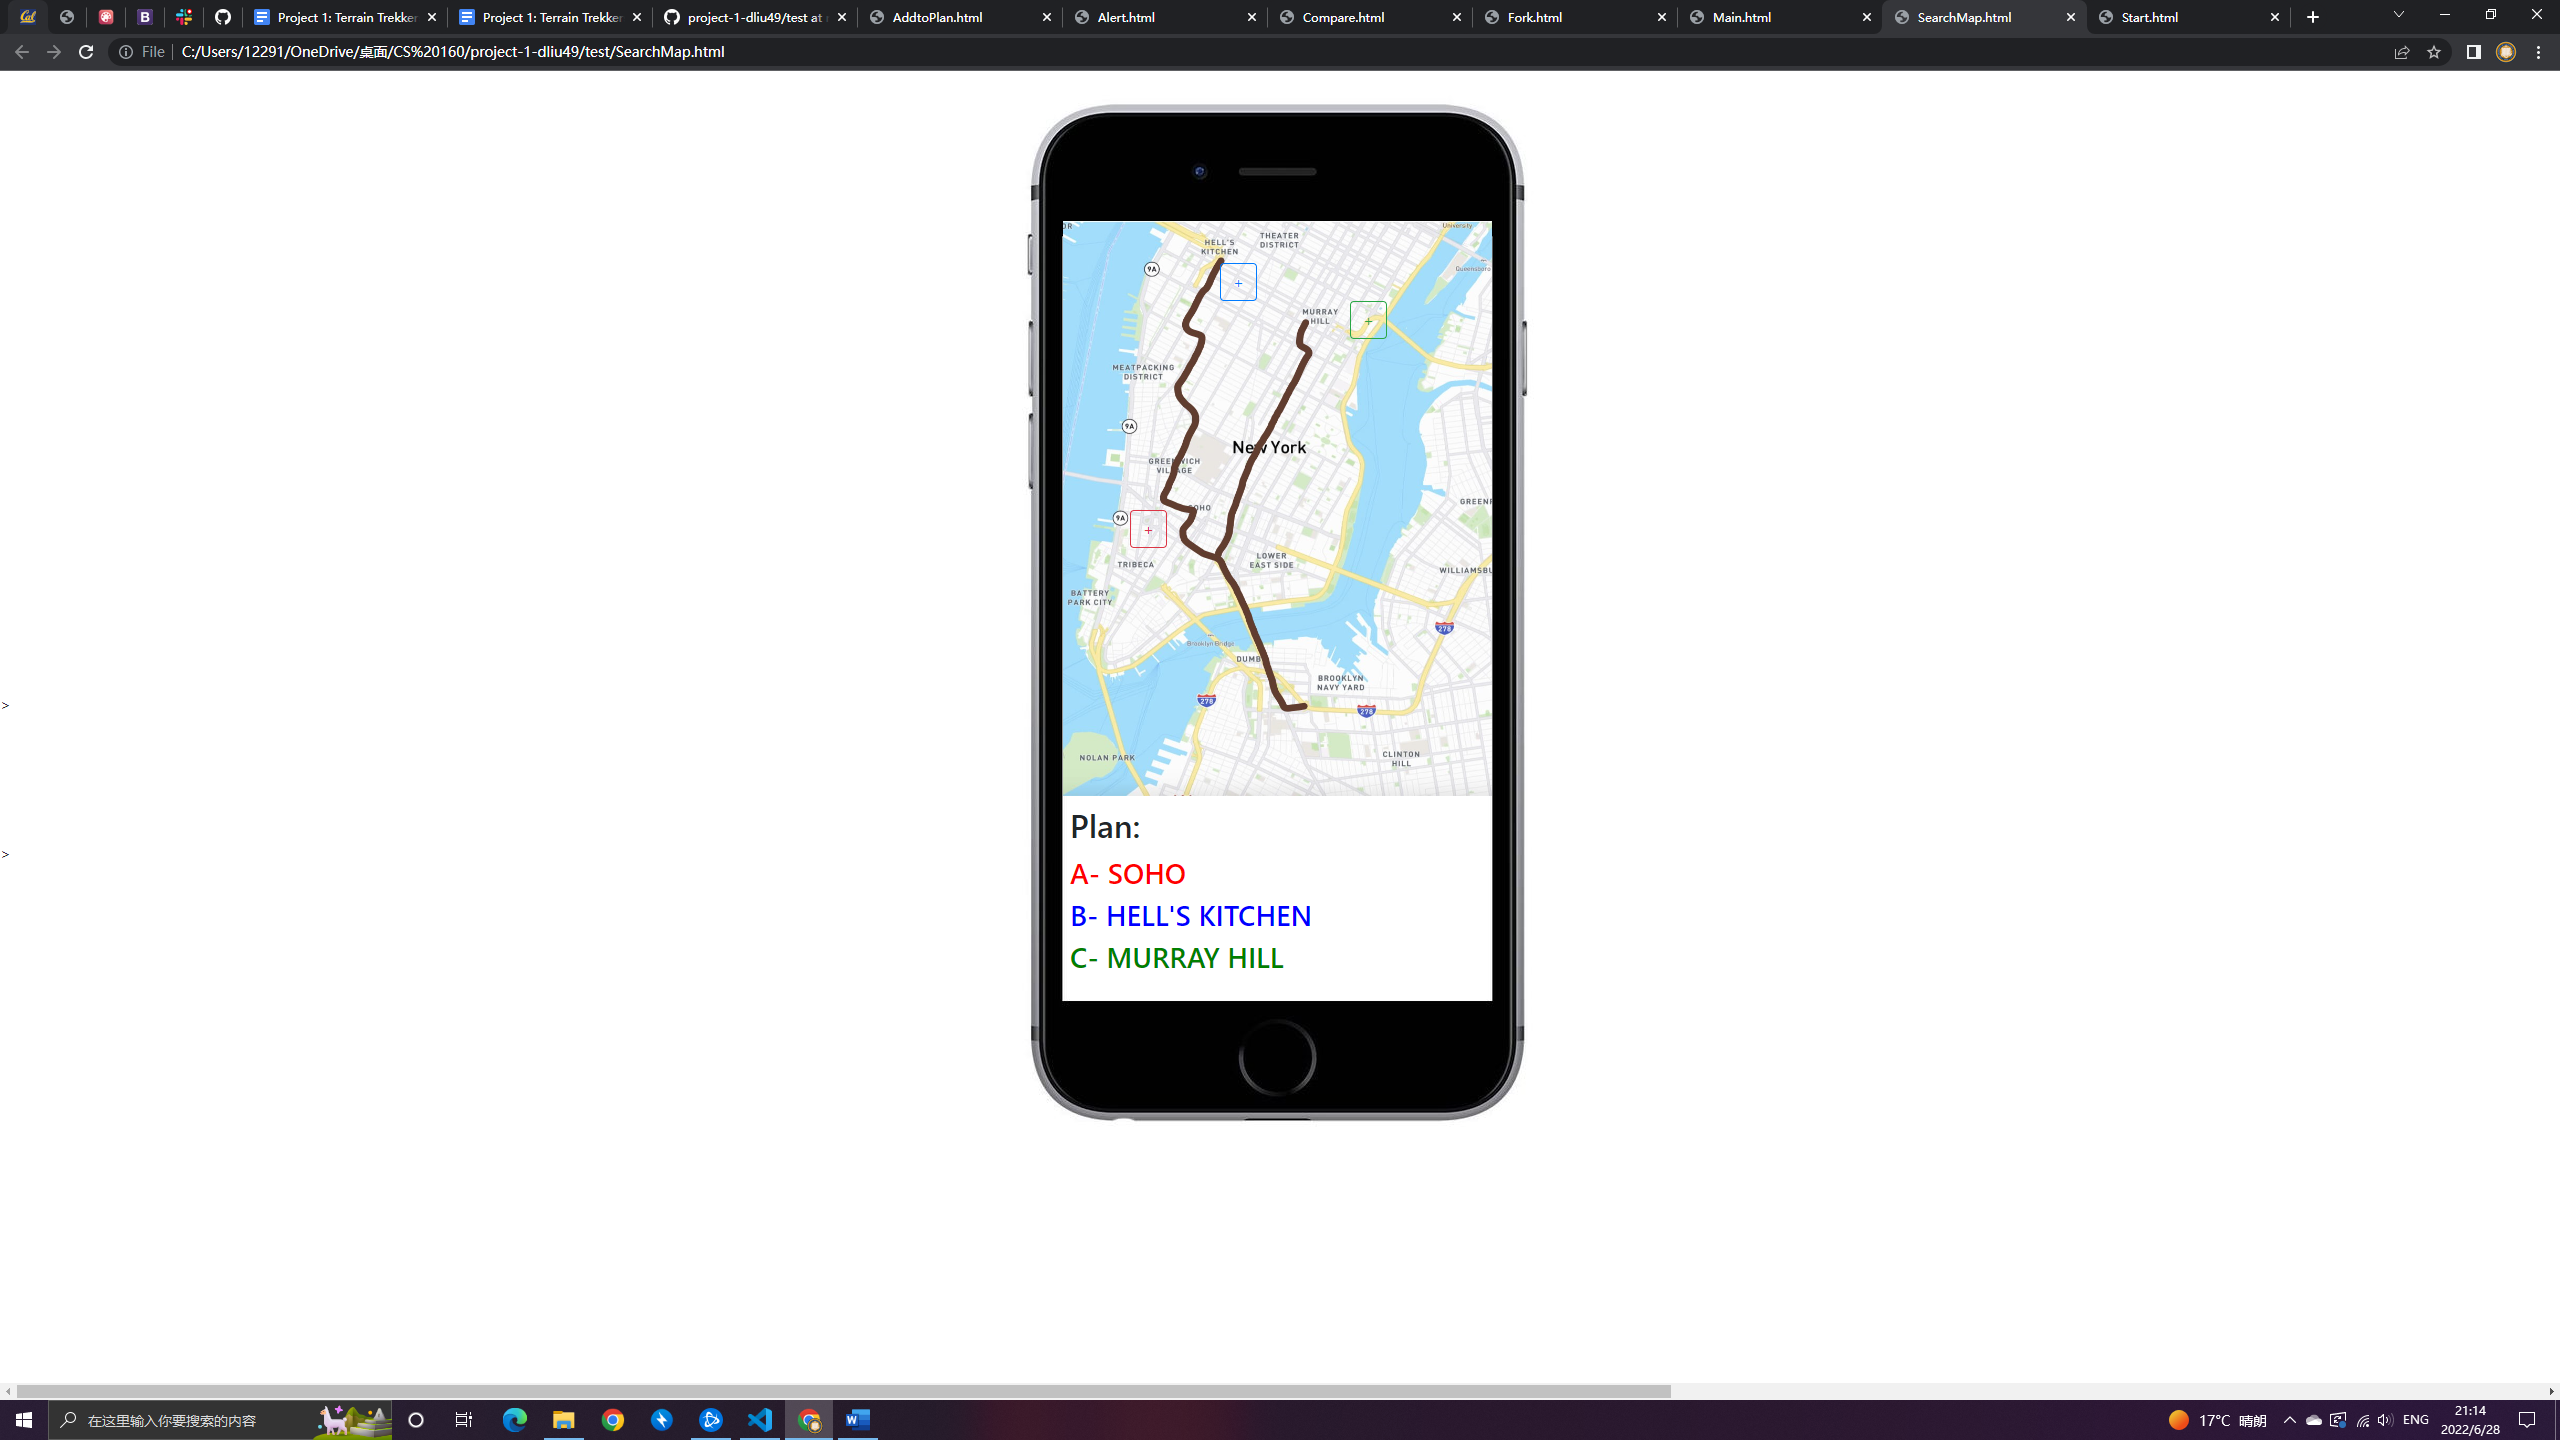 Project 1: Terrain Trekker
Project 1: Terrain Trekker
project-1-dliu49/test at
AddtoPlan.html
Alert.html
Compare.html
Fork.html
Main.html
SearchMap.html
Start.html
File
C:/Users/12291/OneDrive/桌面/CS%20160/project-1-dliu49/test/SearchMap.html
University
HELL'S
KITCHEN
THEATER
DISTRICT
9A
Queensboro
+
MURRAY
HILL
+
MEATPACKING
DISTRICT
9A
New York
GREENWICH
VILLAGE
GREENP
SOHO
9A
+
TRIBECA
LOWER
EAST SIDE
WILLIAMSBU
BATTERY
PARK CITY
278
Brooklyn Bridge
DUMB
BROOKLYN
NAVY YARD
278
278
NOLAN PARK
CLINTON
HILL
>
>
Plan:
A- SOHO
B- HELL'S KITCHEN
C- MURRAY HILL
在这里输入你要搜索的内容
17°C 晴朗
ENG
21:14
2022/6/28